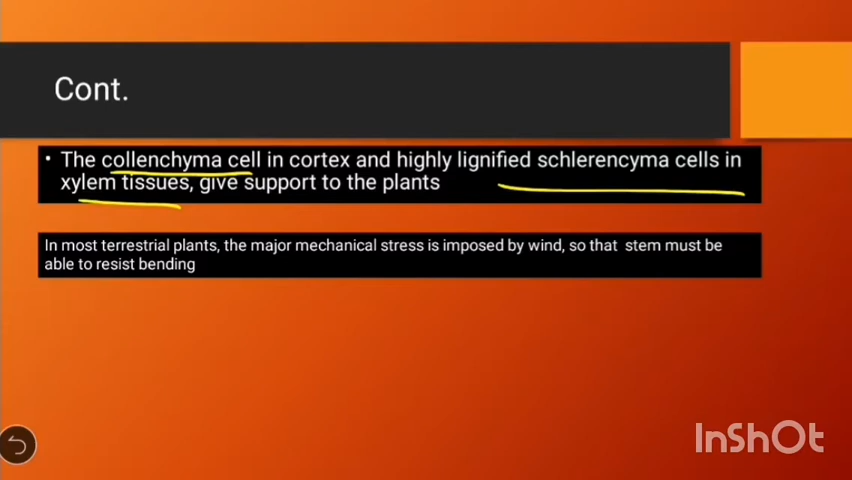 Cont.
• The collenchyma cell in cortex and highly lignified schlerencyma cells in
xylem tissues, give support to the plants
In most terrestrial plants, the major mechanical stress is imposed by wind, so that stem must be
able to resist bending
InShOt